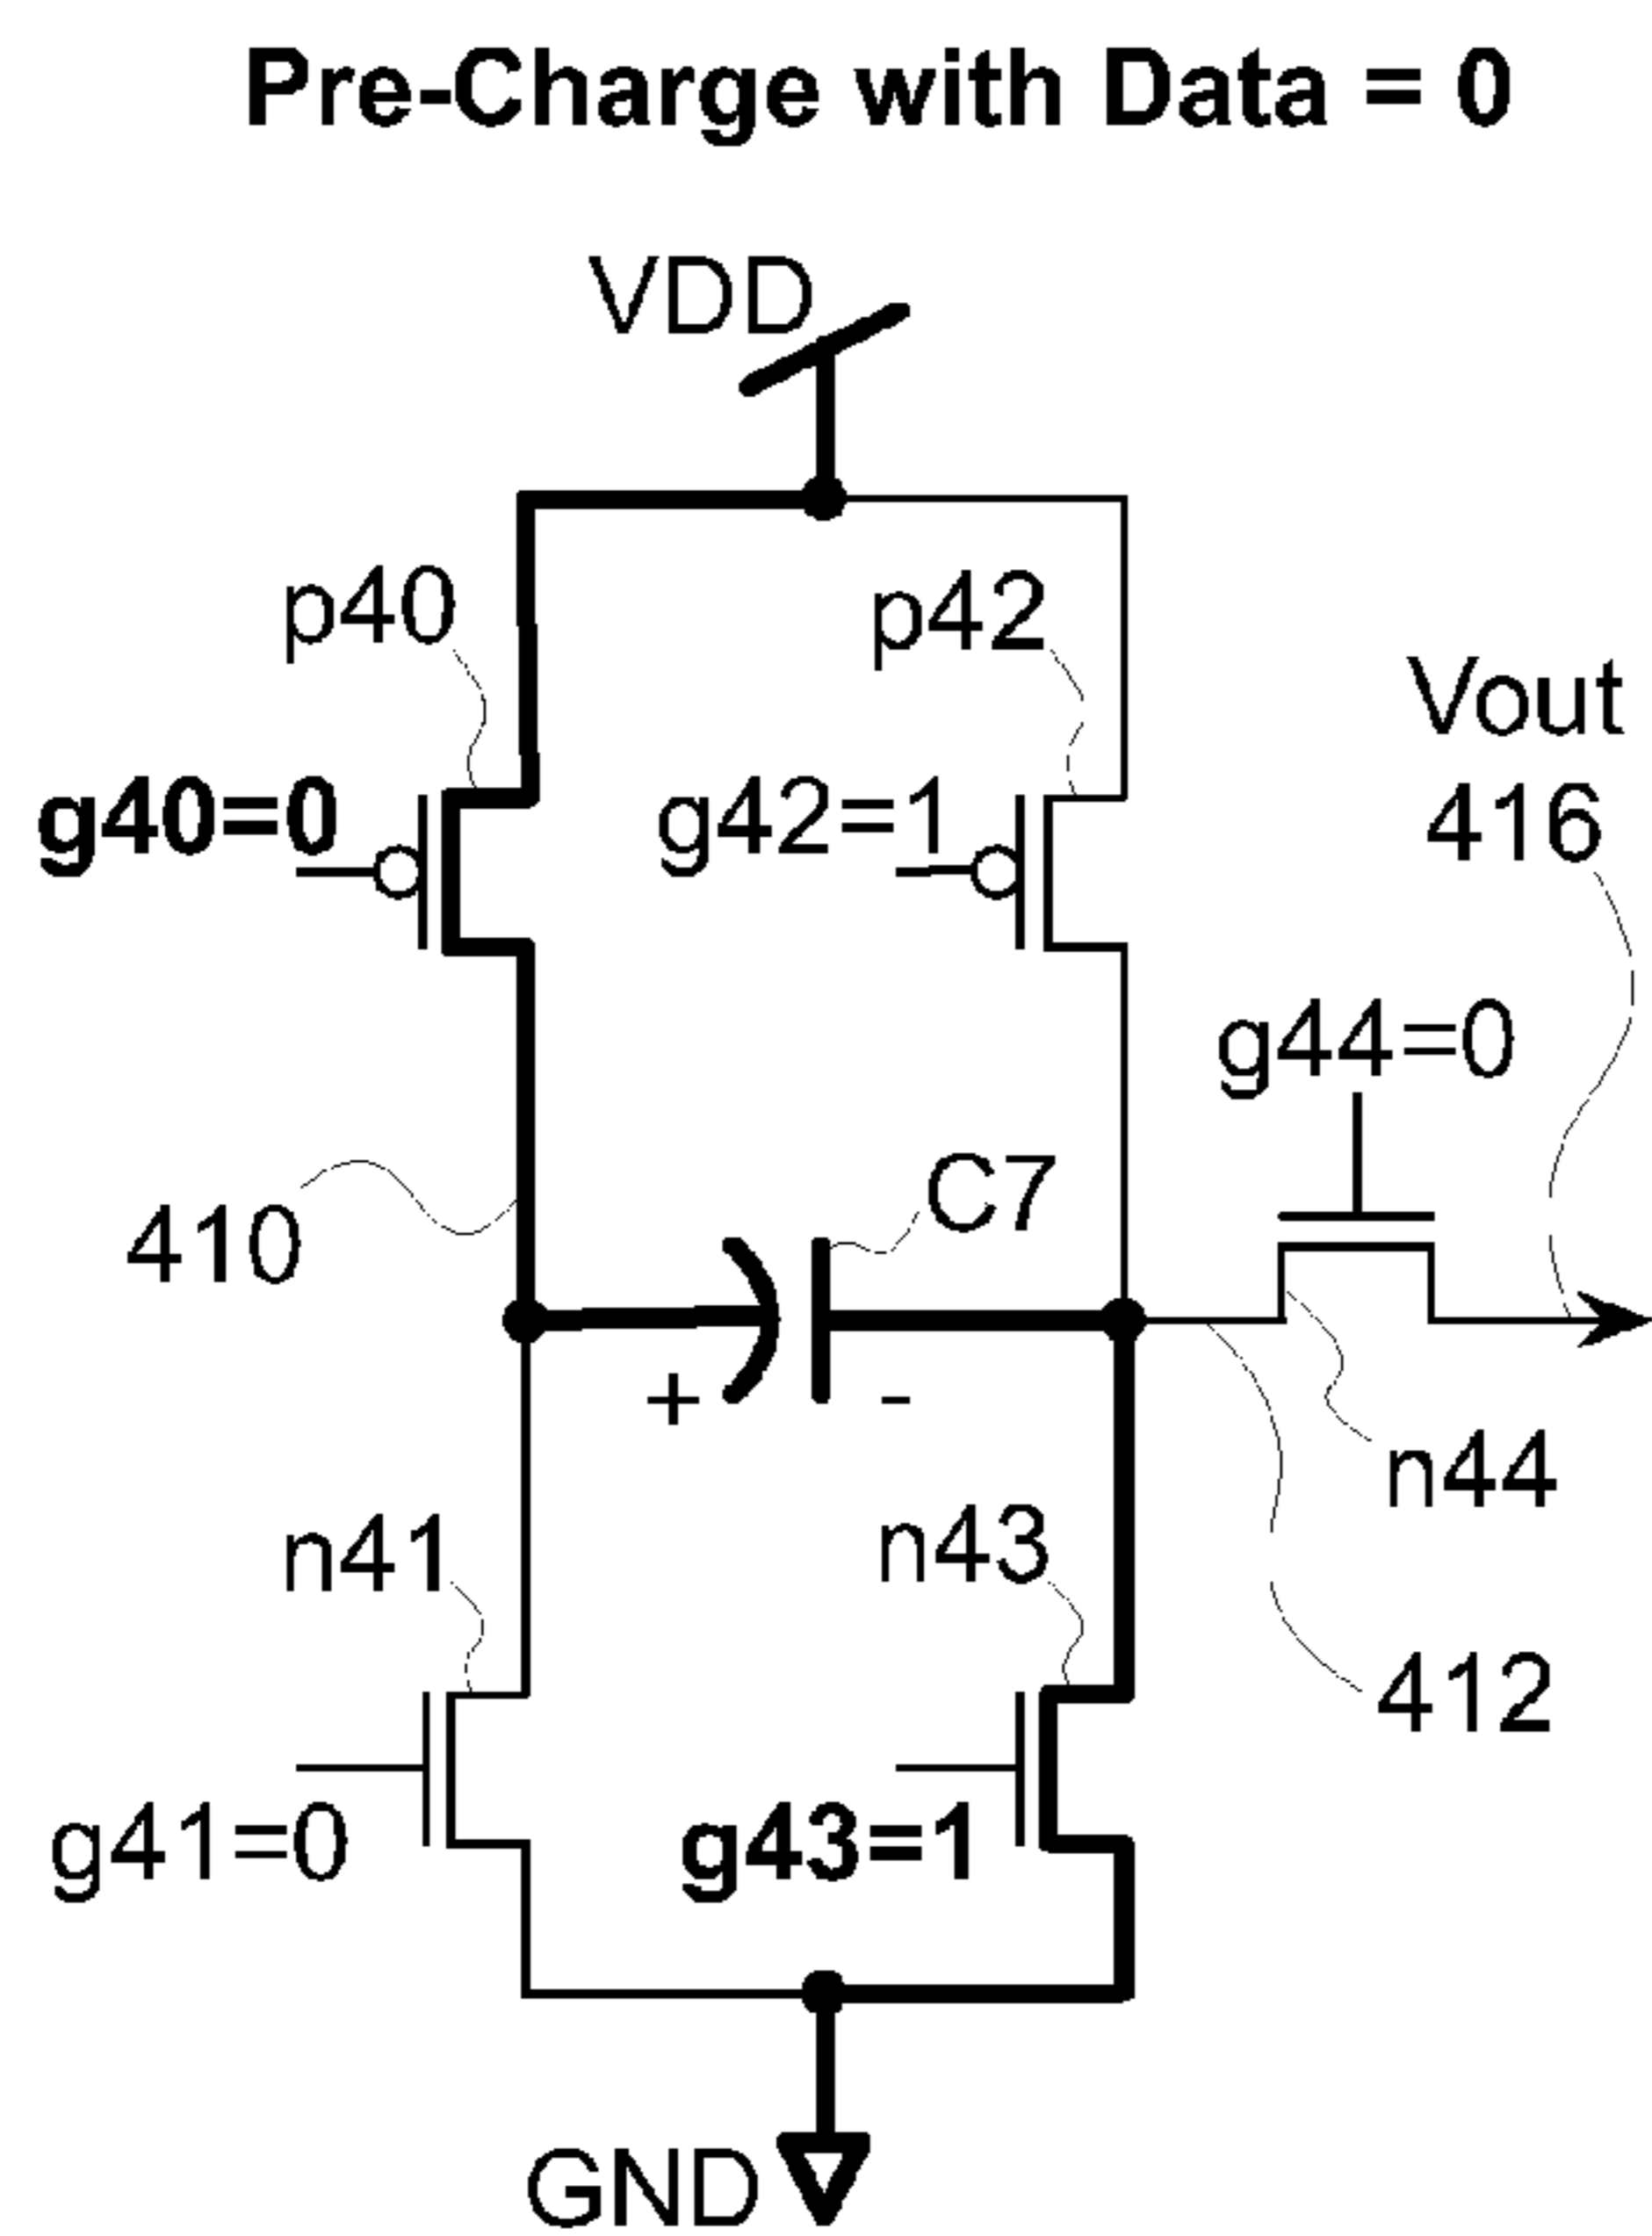 Pre-Charge with Data = 0
VDD
p40
p42
Vout
416
g40=0
g42=1
g44=0
C7
410
+
-
n44
n41
n43
412
g41=0
g43=1
GND